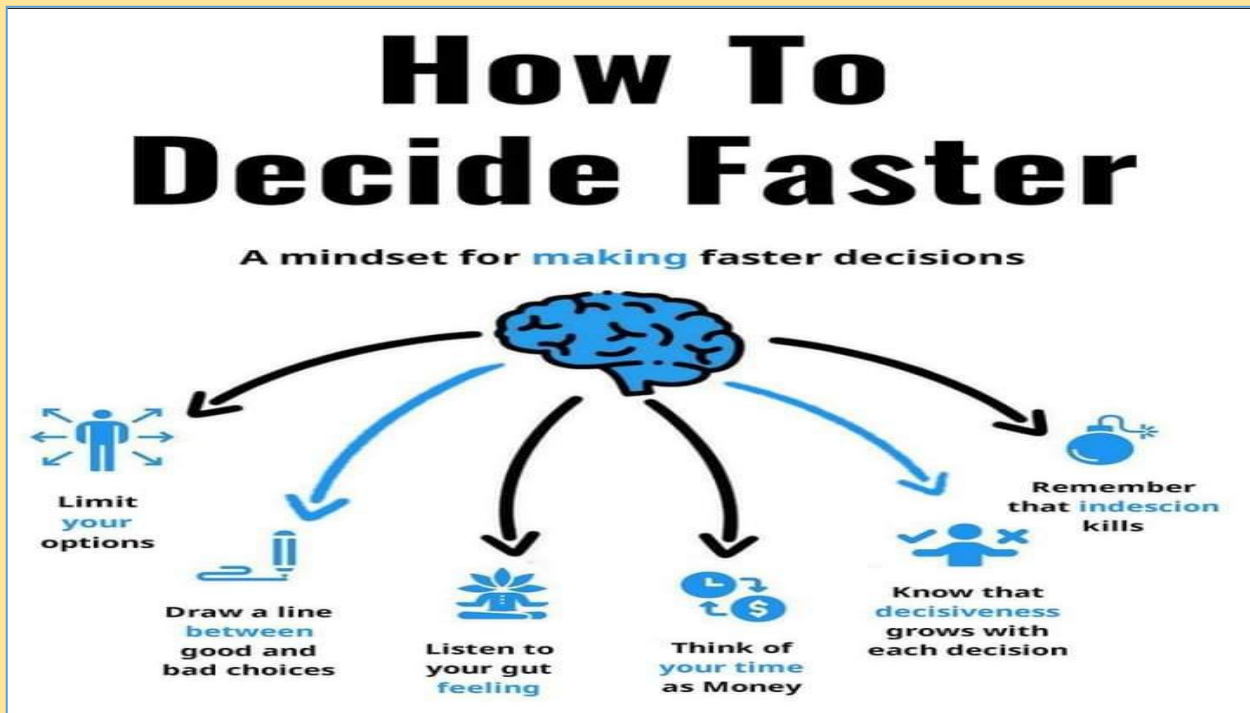 How To
Decide Faster
A mindset for making faster decisions
Limit
your
options
Draw a line
between
good and
bad choices
Listen to
your gut
feeling
Think of
your time
as Money
Know that
decisiveness
grows with
each decision
Remember
that indescion
kills